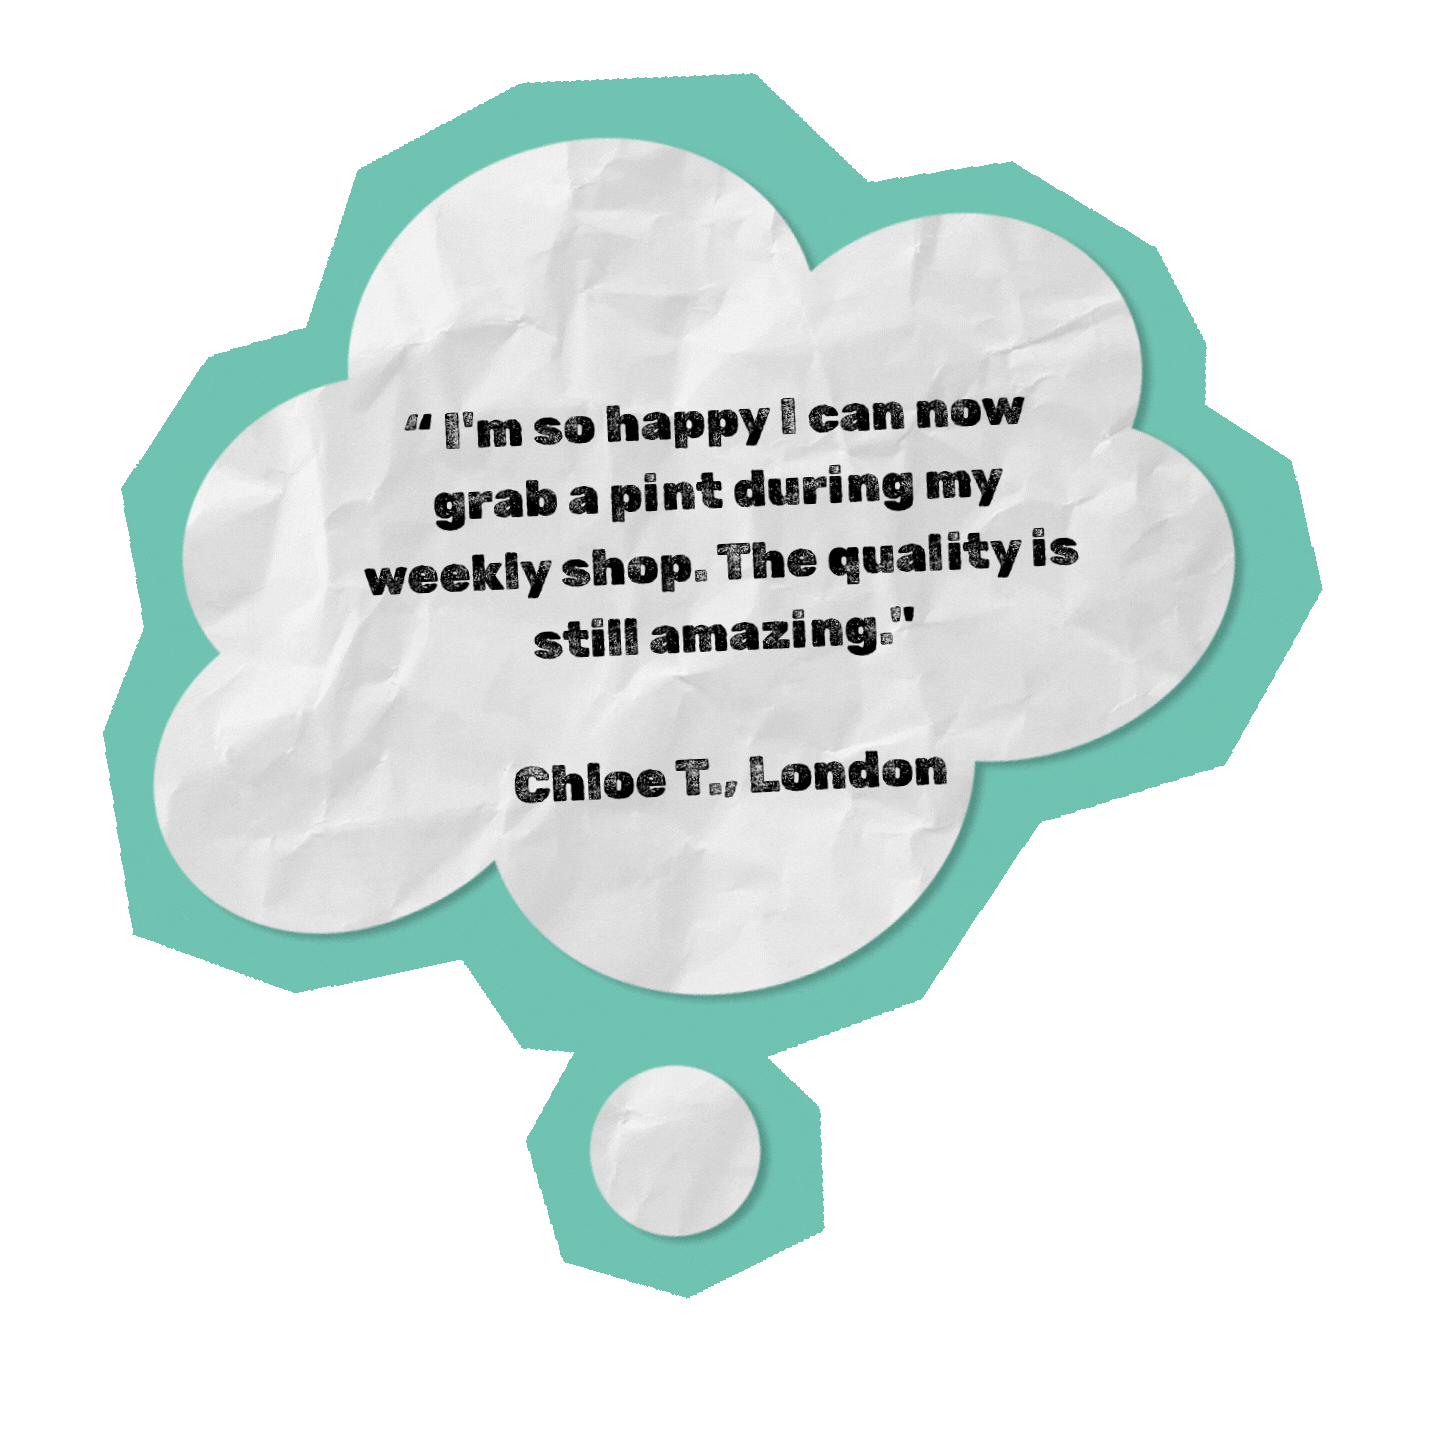 “ I'm so happy I can now
grab a pint during my
weekly shop. The quality is
still amazing."
Chloe T., London